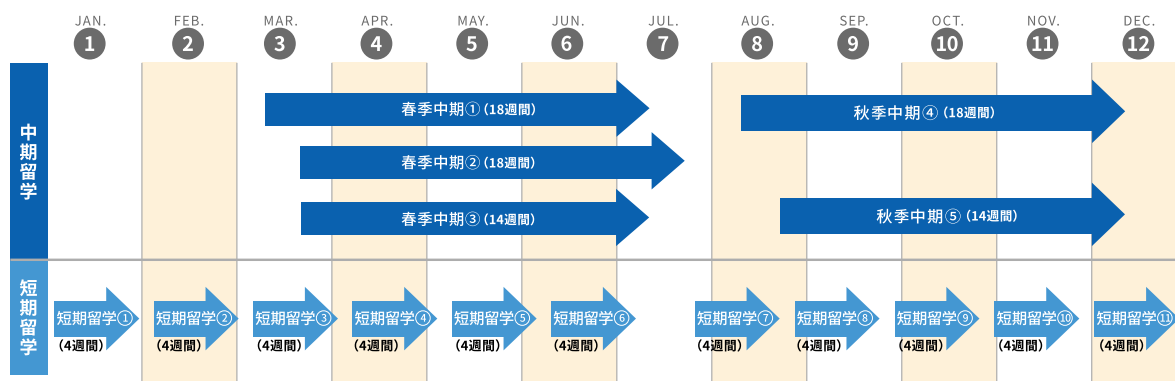 JAN. FEB. MAR. APR. MAY. JUN. JUL. AUG. SEP. OCT. NOV. DEC.
1 2 3 4 5 6 7 8 9 10 11 12
中期留学
春季中期①(18週間)
秋季中期④(18週間)
春季中期②(18週間)
春季中期③(14週間)
秋季中期⑤(14週間)
短期留学
短期留学① 短期留学② 短期留学③ 短期留学④ 短期留学⑤ 短期留学⑥ 短期留学⑦ 短期留学⑧ 短期留学⑨ 短期留学⑩ 短期留学⑪
(4週間) (4週間) (4週間) (4週間) (4週間) (4週間) (4週間) (4週間) (4週間) (4週間) (4週間)